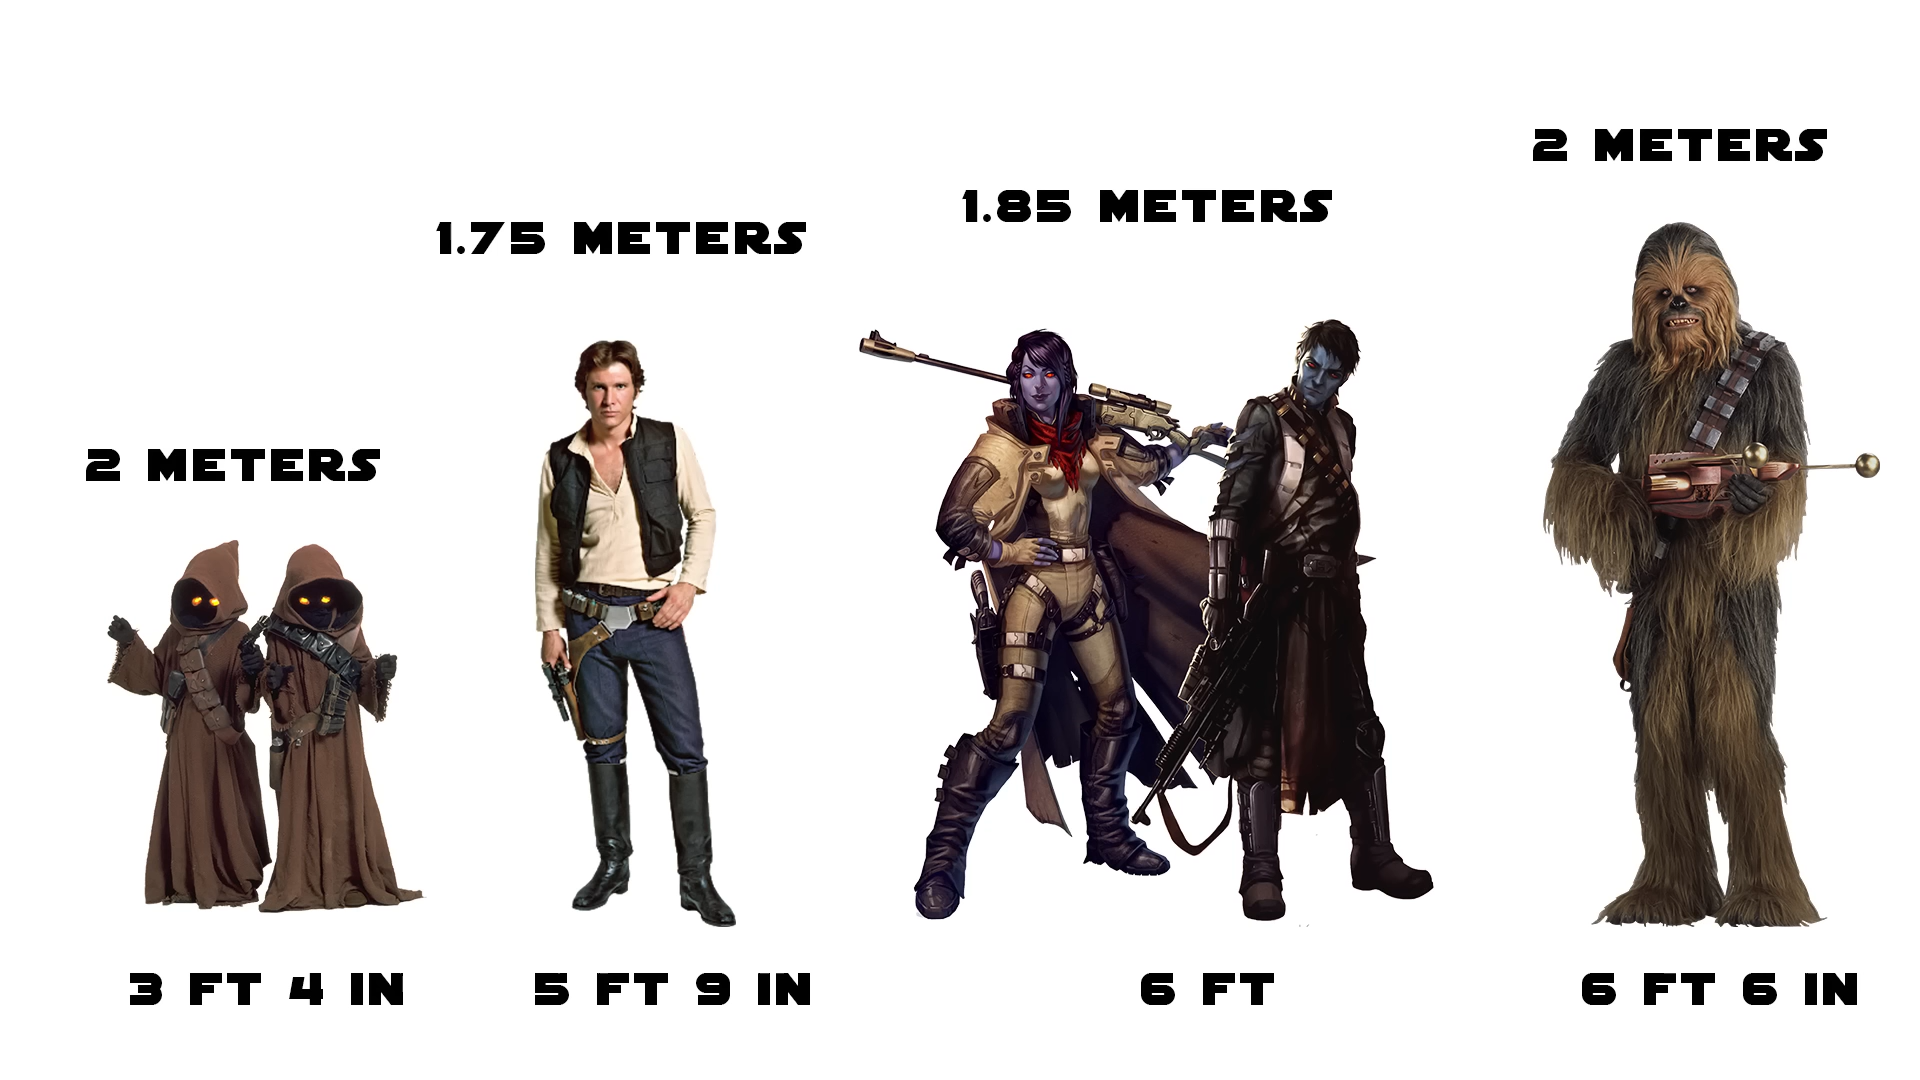 2 METERS
1.85 METERS
1.75 METERS
2 METERS
3 FT 4 IN
5 FT 9 IN
6 FT
6 FT 6 IN